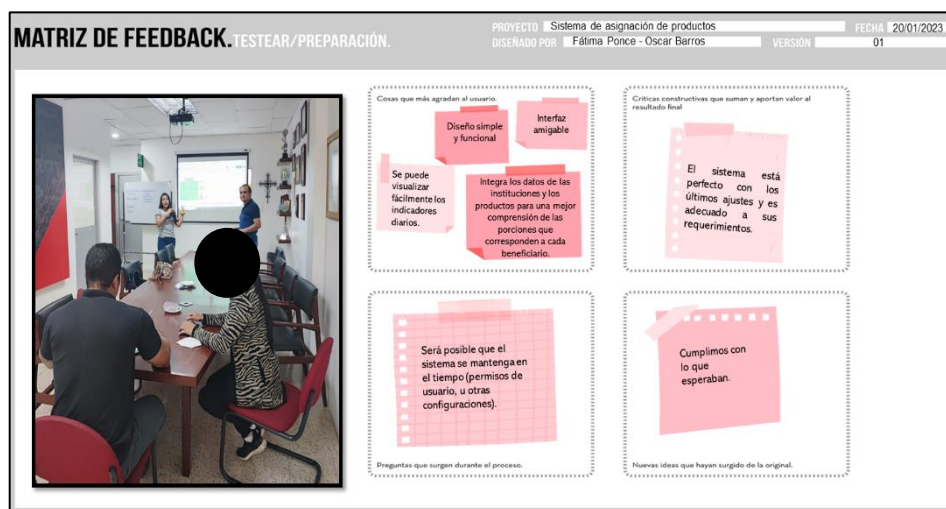 MATRIZ DE FEEDBACK. TESTEAR/PREPARACIÓN.
PROYECTO Sistema de asignación de productos FECHA 20/01/2023
DISEÑADO POR Fátima Ponce - Oscar Barros VERSIÓN 01
Cosas que más agradan al usuario.
Diseño simple
y funcional
Interfaz
amigable
Se puede
visualizar
fácilmente los
indicadores
diarios.
Integra los datos de las
instituciones y los
productos para una mejor
comprensión de las
porciones que
corresponden a cada
beneficiario.
Críticas constructivas que suman y aportan valor al
resultado final
El sistema está
perfecto con los
últimos ajustes y es
adecuado a sus
requerimientos.
Será posible que el
sistema se mantenga en
el tiempo (permisos de
usuario, u otras
configuraciones).
Preguntas que surgen durante el proceso.
Cumplimos con
lo que
esperaban.
Nuevas ideas que hayan surgido de la original.